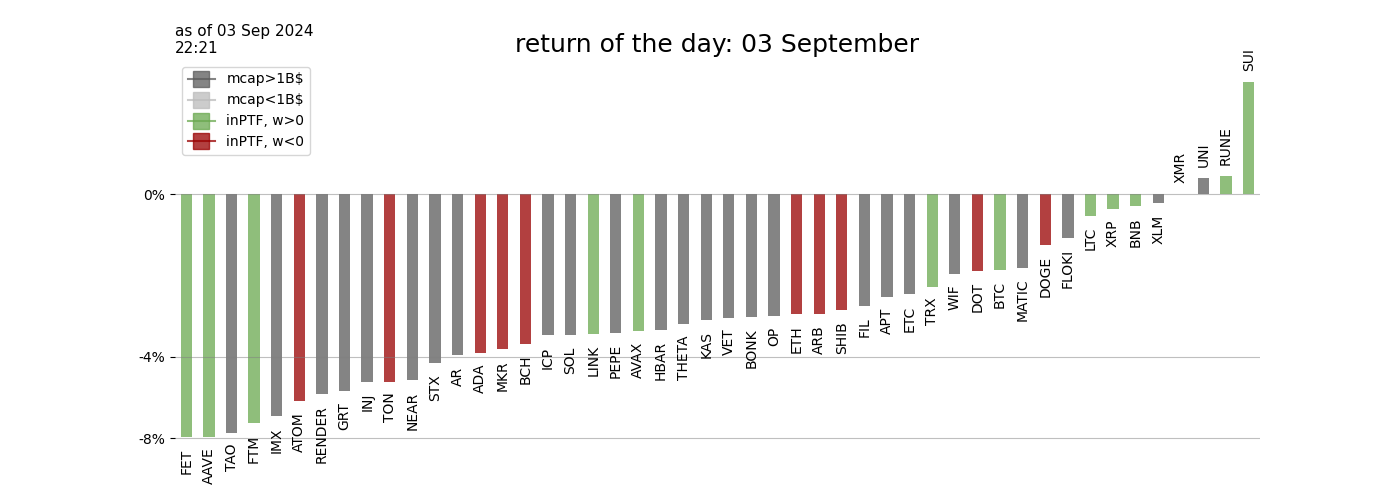 as of 03 Sep 2024
22:21
return of the day: 03 September
mcap>1B$
mcap<1B$
inPTF, w>0
inPTF, w<0
0%
-4%
-8%
FET
AAVE
TAO
FTM
IMX
ATOM
RENDER
GRT
INJ
TON
NEAR
STX
AR
ADA
MKR
BCH
ICP
SOL
LINK
PEPE
AVAX
HBAR
THETA
KAS
VET
BONK
OP
ETH
ARB
SHIB
FIL
APT
ETC
TRX
WIF
DOT
BTC
MATIC
DOGE
FLOKI
LTC
XRP
BNB
XLM
XMR
UNI
RUNE
SUI